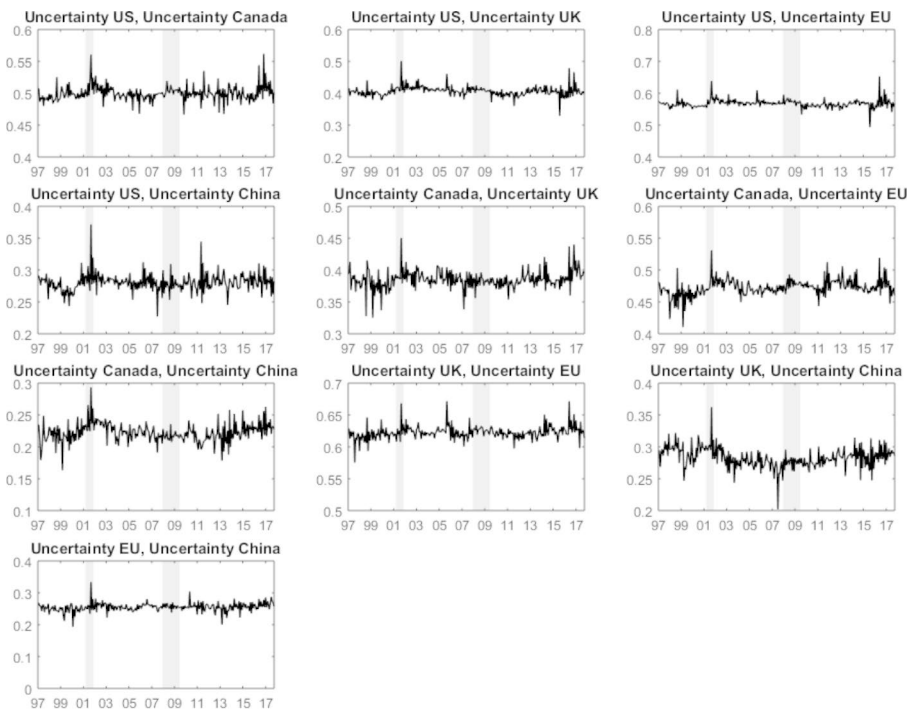 Uncertainty US, Uncertainty Canada
0.6
0.55
0.5
0.45
0.4
97 99 01 03 05 07 09 11 13 15 17
Uncertainty US, Uncertainty UK
0.6
0.5
0.4
0.3
0.2
97 99 01 03 05 07 09 11 13 15 17
Uncertainty US, Uncertainty EU
0.8
0.7
0.6
0.5
0.4
97 99 01 03 05 07 09 11 13 15 17
Uncertainty US, Uncertainty China
0.4
0.35
0.3
0.25
0.2
97 99 01 03 05 07 09 11 13 15 17
Uncertainty Canada, Uncertainty UK
0.5
0.45
0.4
0.35
0.3
97 99 01 03 05 07 09 11 13 15 17
Uncertainty Canada, Uncertainty EU
0.6
0.55
0.5
0.45
0.4
97 99 01 03 05 07 09 11 13 15 17
Uncertainty Canada, Uncertainty China
0.3
0.25
0.2
0.15
0.1
97 99 01 03 05 07 09 11 13 15 17
Uncertainty UK, Uncertainty EU
0.7
0.65
0.6
0.55
0.5
97 99 01 03 05 07 09 11 13 15 17
Uncertainty UK, Uncertainty China
0.4
0.35
0.3
0.25
0.2
97 99 01 03 05 07 09 11 13 15 17
Uncertainty EU, Uncertainty China
0.4
0.3
0.2
0.1
0
97 99 01 03 05 07 09 11 13 15 17